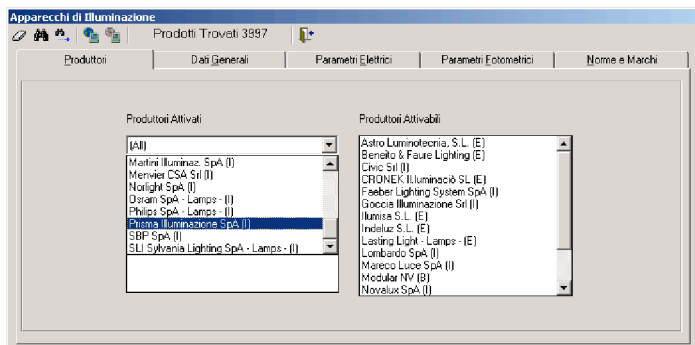 Apparecchi di Illuminazione
Prodotti Trovati 3997
Produttori
Dati Generali
Parametri Elettrici
Parametri Fotometrici
Norme e Marchi
Produttori Attivati
(All)
Martini Illuminaz. SpA (I)
Menvier CSA Srl (I)
Norlight SpA (I)
Osram SpA - Lamps - (I)
Philips SpA - Lamps - (I)
Prisma Illuminazione SpA (I)
SBP SpA (I)
SLI Sylvania Lighting SpA - Lamps - (I)
Produttori Attivabili
Astro Luminotecnia, S.L. (E)
Beneito & Faure Lighting (E)
Civic Srl (I)
CRONEK Il.luminació SL (E)
Faeber Lighting System SpA (I)
Goccia Illuminazione Srl (I)
Ilumisa S.L. (E)
Indeluz S.L. (E)
Lasting Light - Lamps - (E)
Lombardo SpA (I)
Mareco Luce SpA (I)
Modular NV (B)
Novalux SpA (I)